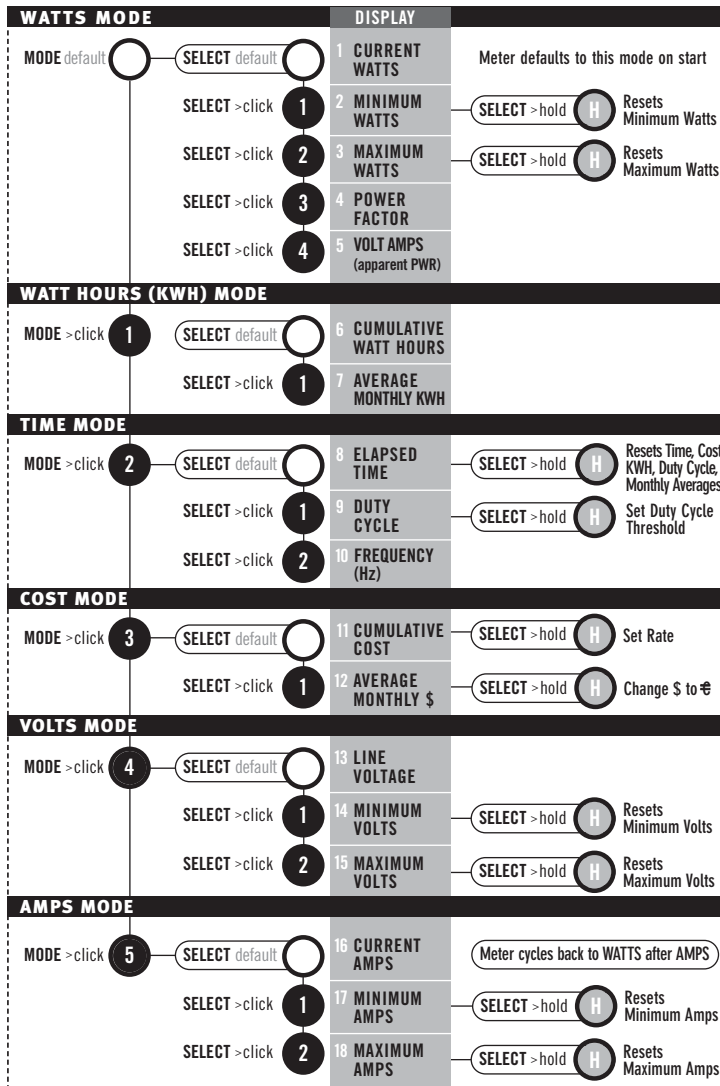 WATTS MODE DISPLAY
MODE default SELECT default 1 CURRENT WATTS Meter defaults to this mode on start
SELECT >click 1 2 MINIMUM WATTS SELECT >hold H Resets Minimum Watts
SELECT >click 2 3 MAXIMUM WATTS SELECT >hold H Resets Maximum Watts
SELECT >click 3 4 POWER FACTOR
SELECT >click 4 5 VOLT AMPS (apparent PWR)
WATT HOURS (KWH) MODE
MODE >click 1 SELECT default 6 CUMULATIVE WATT HOURS
SELECT >click 1 7 AVERAGE MONTHLY KWH
TIME MODE
MODE >click 2 SELECT default 8 ELAPSED TIME SELECT >hold H Resets Time, Cost KWH, Duty Cycle, Monthly Averages
SELECT >click 1 9 DUTY CYCLE SELECT >hold H Set Duty Cycle Threshold
SELECT >click 2 10 FREQUENCY (Hz)
COST MODE
MODE >click 3 SELECT default 11 CUMULATIVE COST SELECT >hold H Set Rate
SELECT >click 1 12 AVERAGE MONTHLY $ SELECT >hold H Change $ to €
VOLTS MODE
MODE >click 4 SELECT default 13 LINE VOLTAGE
SELECT >click 1 14 MINIMUM VOLTS SELECT >hold H Resets Minimum Volts
SELECT >click 2 15 MAXIMUM VOLTS SELECT >hold H Resets Maximum Volts
AMPS MODE
MODE >click 5 SELECT default 16 CURRENT AMPS Meter cycles back to WATTS after AMPS
SELECT >click 1 17 MINIMUM AMPS SELECT >hold H Resets Minimum Amps
SELECT >click 2 18 MAXIMUM AMPS SELECT >hold H Resets Maximum Amps